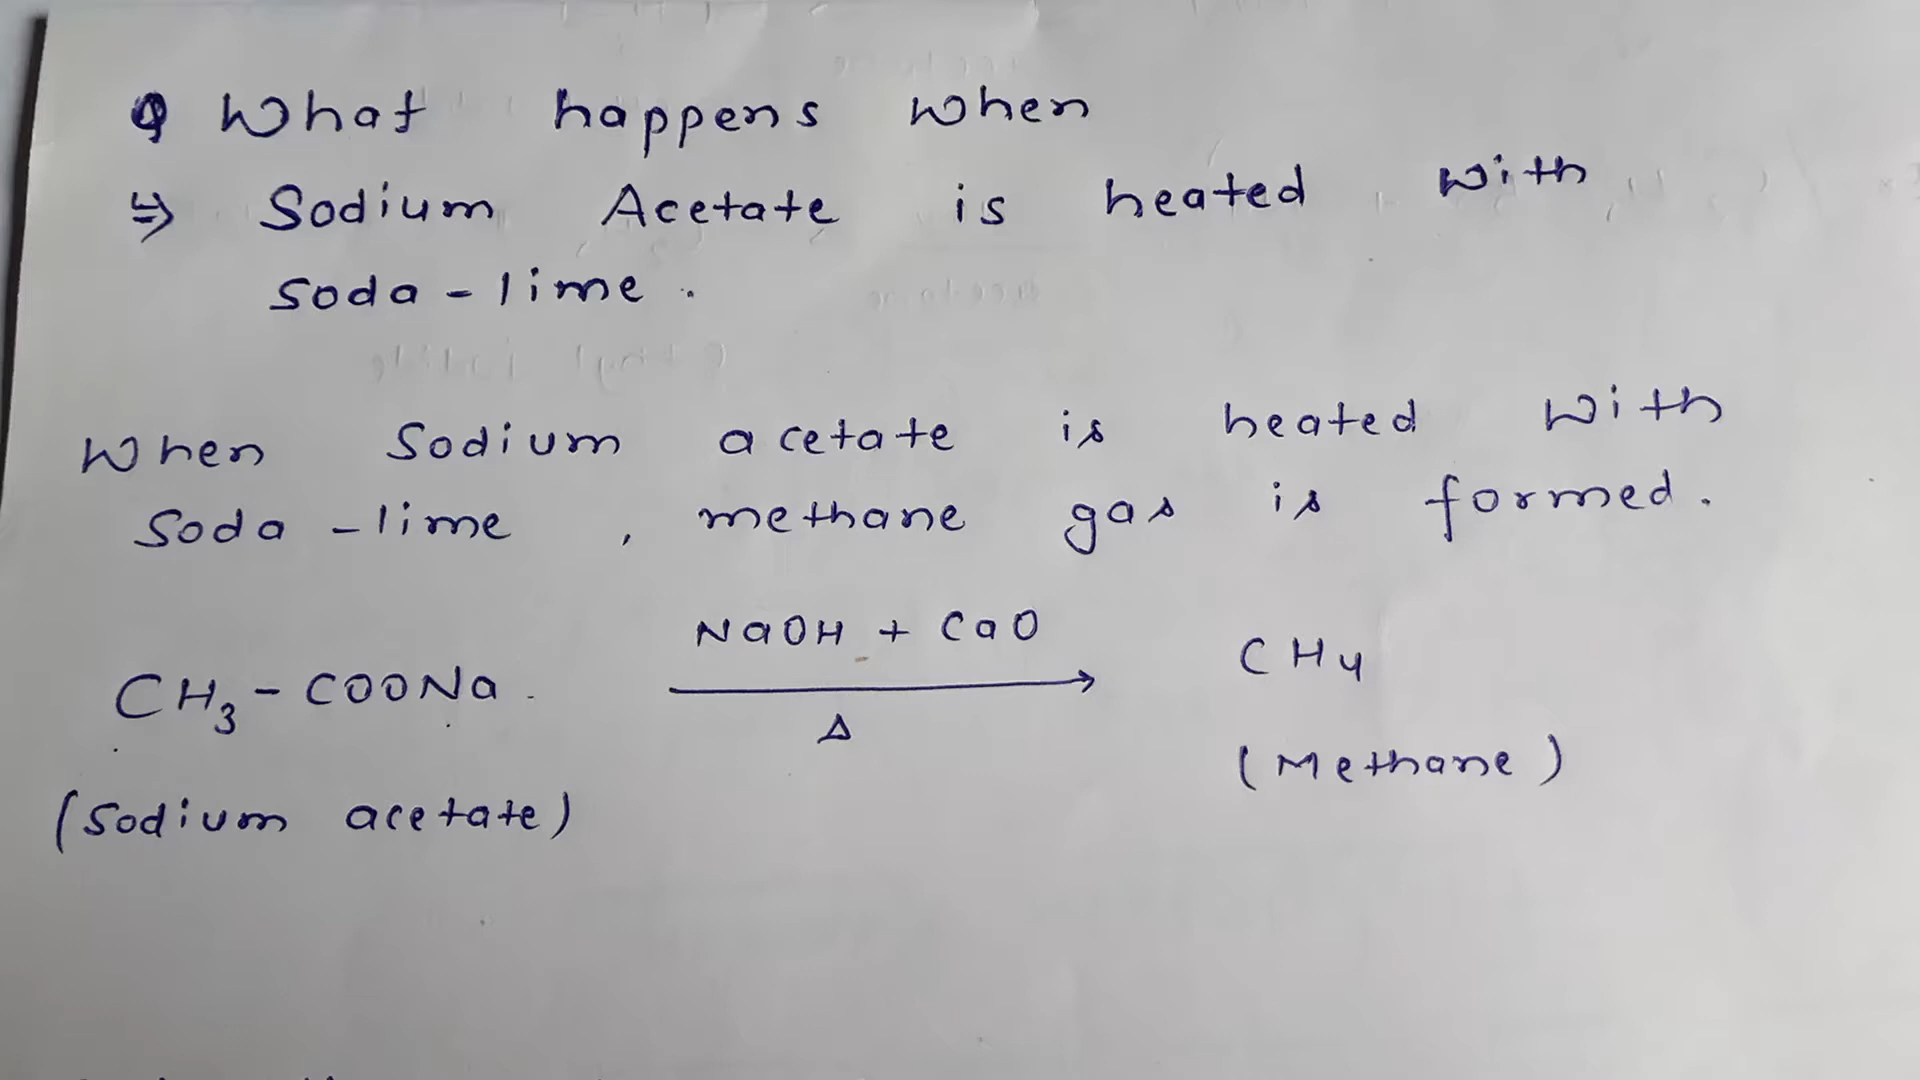 Q What happens when
⇒ Sodium Acetate is heated with
soda-lime.
When Sodium acetate is heated with
Soda-lime, methane gas is formed.
NaOH + CaO
CH₃-COONa. ⟶ CH4
Δ
(Methane)
(Sodium acetate)